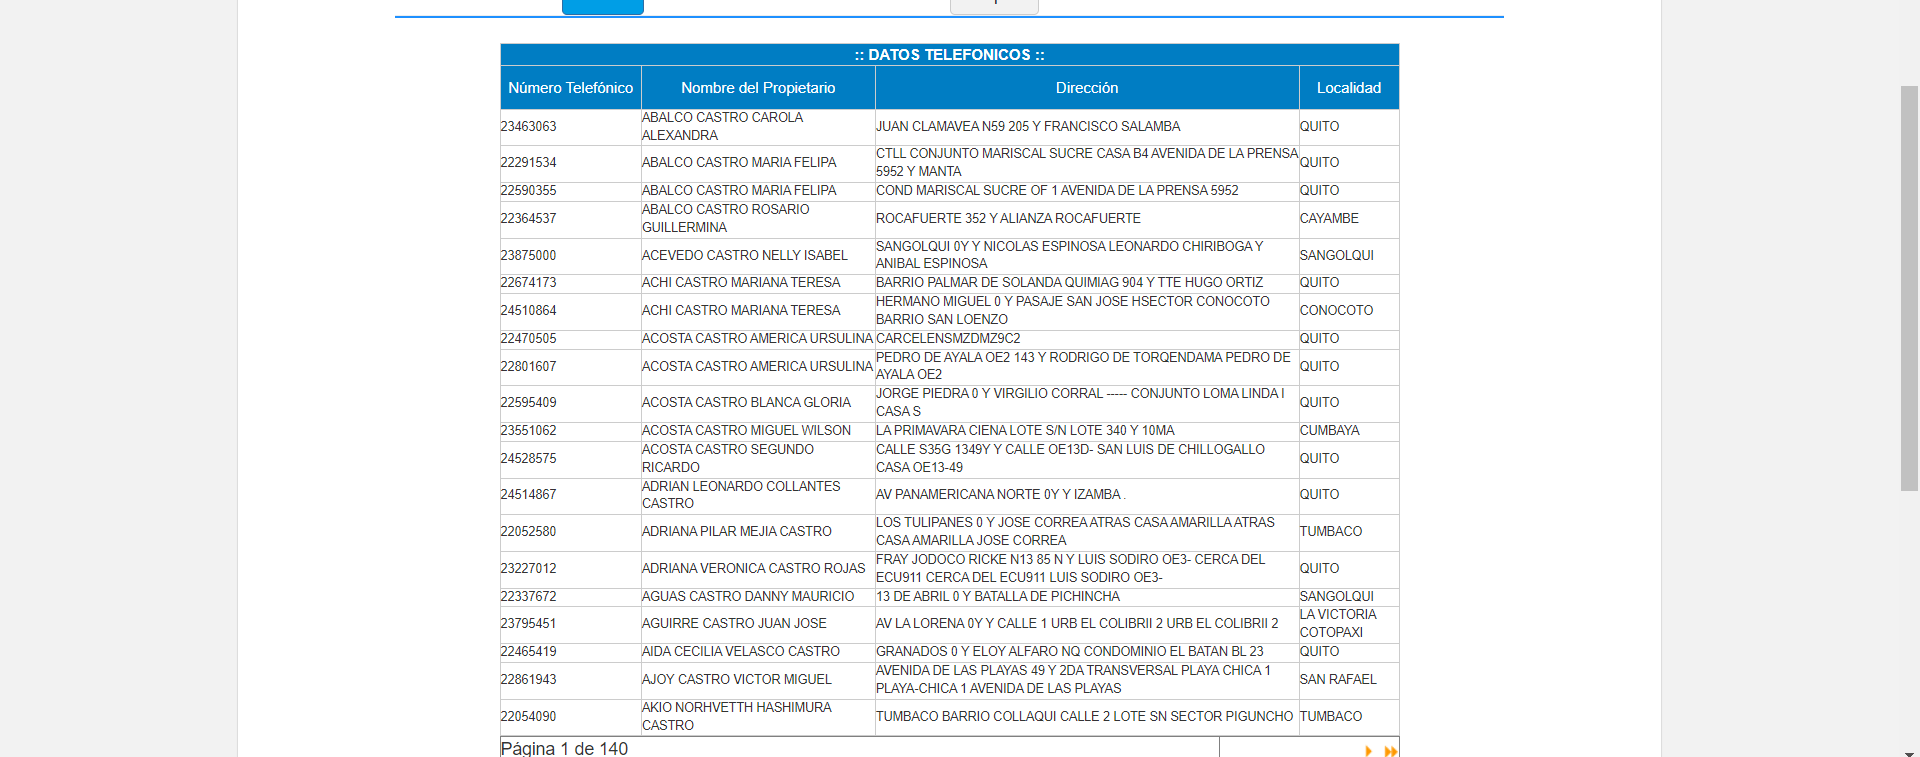 :: DATOS TELEFONICOS ::
Número Telefónico Nombre del Propietario Dirección Localidad
23463063 ABALCO CASTRO CAROLA ALEXANDRA JUAN CLAMAVEA N59 205 Y FRANCISCO SALAMBA QUITO
22291534 ABALCO CASTRO MARIA FELIPA CTLL CONJUNTO MARISCAL SUCRE CASA B4 AVENIDA DE LA PRENSA 5952 Y MANTA QUITO
22590355 ABALCO CASTRO MARIA FELIPA COND MARISCAL SUCRE OF 1 AVENIDA DE LA PRENSA 5952 QUITO
22364537 ABALCO CASTRO ROSARIO GUILLERMINA ROCAFUERTE 352 Y ALIANZA ROCAFUERTE CAYAMBE
23875000 ACEVEDO CASTRO NELLY ISABEL SANGOLQUI 0Y Y NICOLAS ESPINOSA LEONARDO CHIRIBOGA Y ANIBAL ESPINOSA SANGOLQUI
22674173 ACHI CASTRO MARIANA TERESA BARRIO PALMAR DE SOLANDA QUIMIAG 904 Y TTE HUGO ORTIZ QUITO
24510864 ACHI CASTRO MARIANA TERESA HERMANO MIGUEL 0 Y PASAJE SAN JOSE HSECTOR CONOCOTO BARRIO SAN LOENZO CONOCOTO
22470505 ACOSTA CASTRO AMERICA URSULINA CARCELENSMZDMZ9C2 QUITO
22801607 ACOSTA CASTRO AMERICA URSULINA PEDRO DE AYALA OE2 143 Y RODRIGO DE TORQENDAMA PEDRO DE AYALA OE2 QUITO
22595409 ACOSTA CASTRO BLANCA GLORIA JORGE PIEDRA 0 Y VIRGILIO CORRAL ----- CONJUNTO LOMA LINDA I CASA S QUITO
23551062 ACOSTA CASTRO MIGUEL WILSON LA PRIMAVARA CIENA LOTE S/N LOTE 340 Y 10MA CUMBAYA
24528575 ACOSTA CASTRO SEGUNDO RICARDO CALLE S35G 1349Y Y CALLE OE13D- SAN LUIS DE CHILLOGALLO CASA OE13-49 QUITO
24514867 ADRIAN LEONARDO COLLANTES CASTRO AV PANAMERICANA NORTE 0Y Y IZAMBA . QUITO
22052580 ADRIANA PILAR MEJIA CASTRO LOS TULIPANES 0 Y JOSE CORREA ATRAS CASA AMARILLA ATRAS CASA AMARILLA JOSE CORREA TUMBACO
23227012 ADRIANA VERONICA CASTRO ROJAS FRAY JODOCO RICKE N13 85 N Y LUIS SODIRO OE3- CERCA DEL ECU911 CERCA DEL ECU911 LUIS SODIRO OE3- QUITO
22337672 AGUAS CASTRO DANNY MAURICIO 13 DE ABRIL 0 Y BATALLA DE PICHINCHA SANGOLQUI
23795451 AGUIRRE CASTRO JUAN JOSE AV LA LORENA 0Y Y CALLE 1 URB EL COLIBRII 2 URB EL COLIBRII 2 LA VICTORIA COTOPAXI
22465419 AIDA CECILIA VELASCO CASTRO GRANADOS 0 Y ELOY ALFARO NQ CONDOMINIO EL BATAN BL 23 QUITO
22861943 AJOY CASTRO VICTOR MIGUEL AVENIDA DE LAS PLAYAS 49 Y 2DA TRANSVERSAL PLAYA CHICA 1 PLAYA-CHICA 1 AVENIDA DE LAS PLAYAS SAN RAFAEL
22054090 AKIO NORHVETTH HASHIMURA CASTRO TUMBACO BARRIO COLLAQUI CALLE 2 LOTE SN SECTOR PIGUNCHO TUMBACO
Página 1 de 140